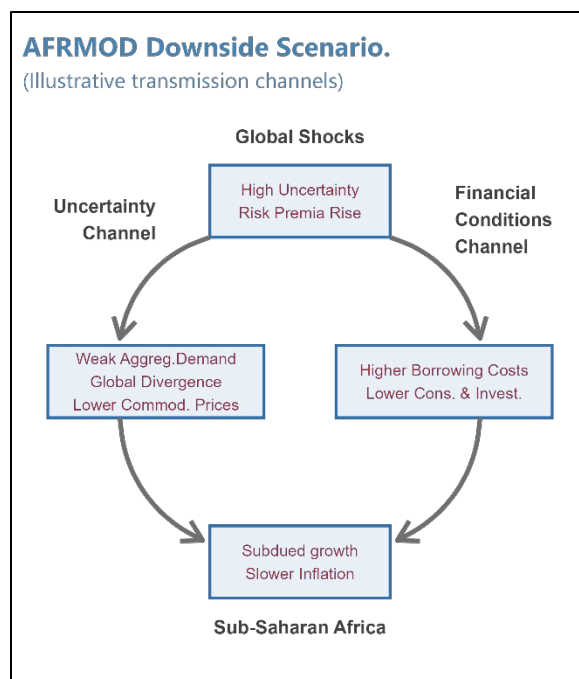 AFRMOD Downside Scenario.
(Illustrative transmission channels)
Global Shocks
High Uncertainty
Risk Premia Rise
Uncertainty
Channel
Financial
Conditions
Channel
Weak Aggreg.Demand
Global Divergence
Lower Commod. Prices
Higher Borrowing Costs
Lower Cons. & Invest.
Subdued growth
Slower Inflation
Sub-Saharan Africa